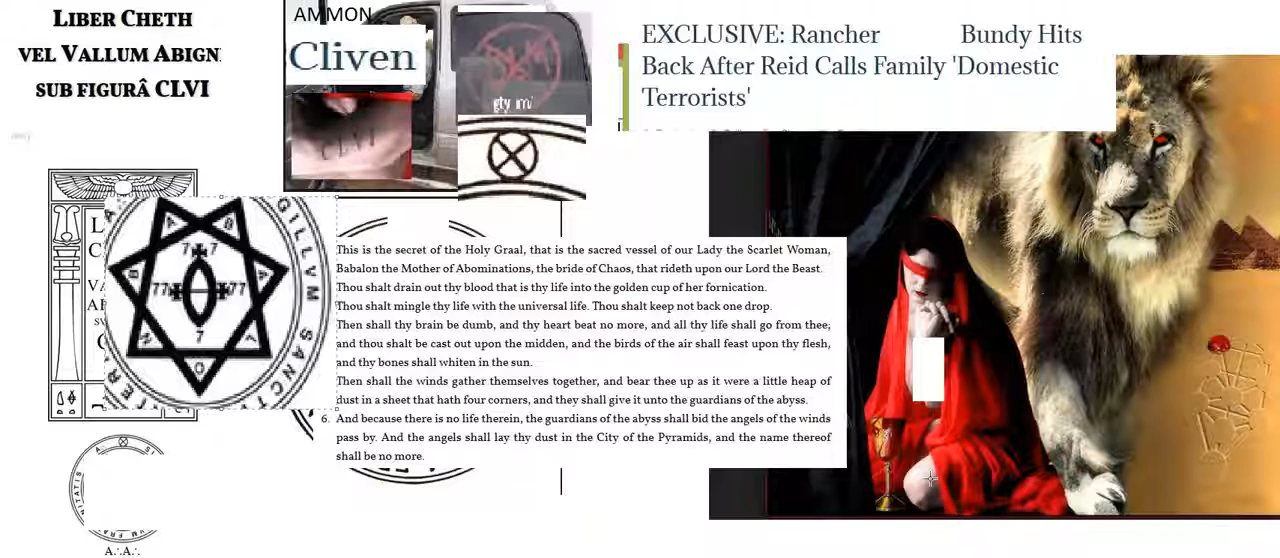 LIBER CHETH
VEL VALLUM ABIGN
SUB FIGURÂ CLVI
AMMON
Cliven
CLVI
EXCLUSIVE: Rancher Bundy Hits
Back After Reid Calls Family 'Domestic
Terrorists'
GILLVM SANCT
7 7
77 77
7
This is the secret of the Holy Graal, that is the sacred vessel of our Lady the Scarlet Woman,
Babalon the Mother of Abominations, the bride of Chaos, that rideth upon our Lord the Beast.
Thou shalt drain out thy blood that is thy life into the golden cup of her fornication.
Thou shalt mingle thy life with the universal life. Thou shalt keep not back one drop.
Then shall thy brain be dumb, and thy heart beat no more, and all thy life shall go from thee;
and thou shalt be cast out upon the midden, and the birds of the air shall feast upon thy flesh,
and thy bones shall whiten in the sun.
Then shall the winds gather themselves together, and bear thee up as it were a little heap of
dust in a sheet that hath four corners, and they shall give it unto the guardians of the abyss.
6. And because there is no life therein, the guardians of the abyss shall bid the angels of the winds
pass by. And the angels shall lay thy dust in the City of the Pyramids, and the name thereof
shall be no more.
A∴A∴